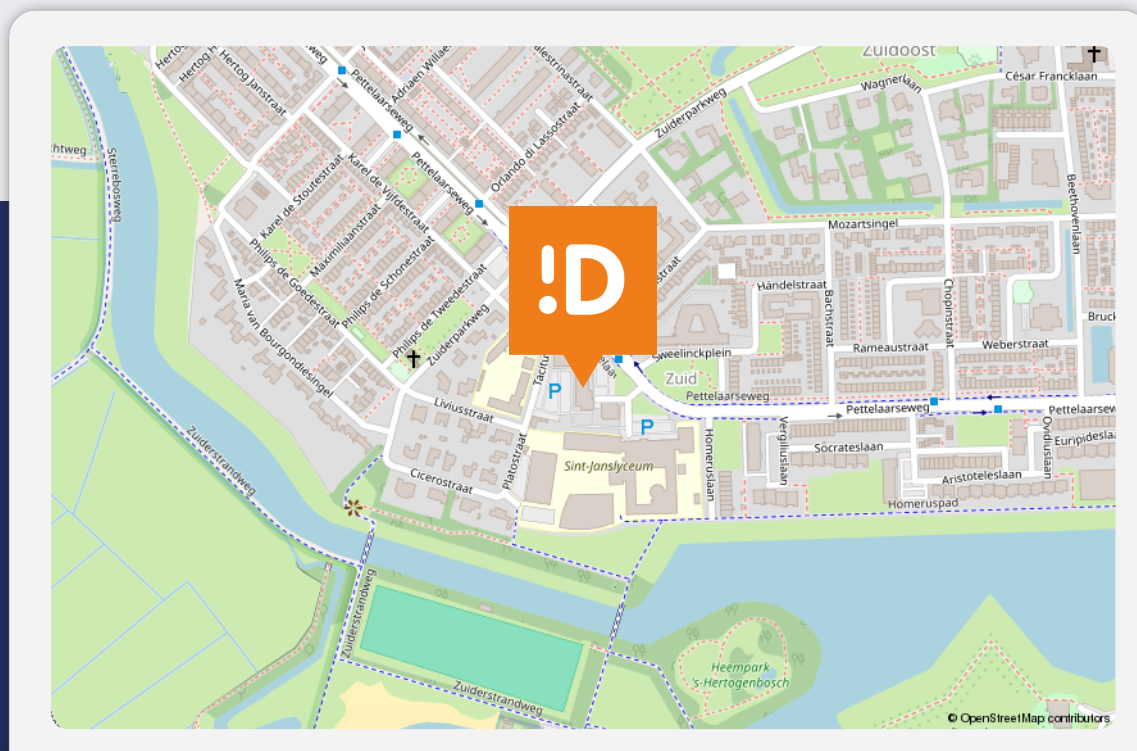 Zuidoost
César Francklaan
Wagnerlaan
Hertog Janstraat
Pettelaarseweg
Adriaen Willae
Zuiderparkweg
Orlando di Lassostraat
Sterrebosweg
Karel de Stoutestraat
Karel de Vijfdestraat
Pettelaarseweg
Beethovenlaan
Maximiliaanstraat
Mozartsingel
Philips de Goedestraat
Philips de Schonestraat
!D
Maria van Bourgondiesingel
Philips de Tweedestraat
Händelstraat
Bachstraat
Chopinstraat
Zuiderparkweg
Rameaustraat
Weberstraat
Sweelinckplein
Zuid
P
Pettelaarseweg
Liviusstraat
Pettelaarseweg
P
Homeruslaan
Vergiliuslaan
Socrateslaan
Ovidiuslaan
Zuiderstrandweg
Platostraat
Sint-Janslyceum
Cicerostraat
Aristoteleslaan
Homeruspad
Zuiderstrandweg
Heempark
's-Hertogenbosch
Zuiderstrandweg
© OpenStreetMap contributors